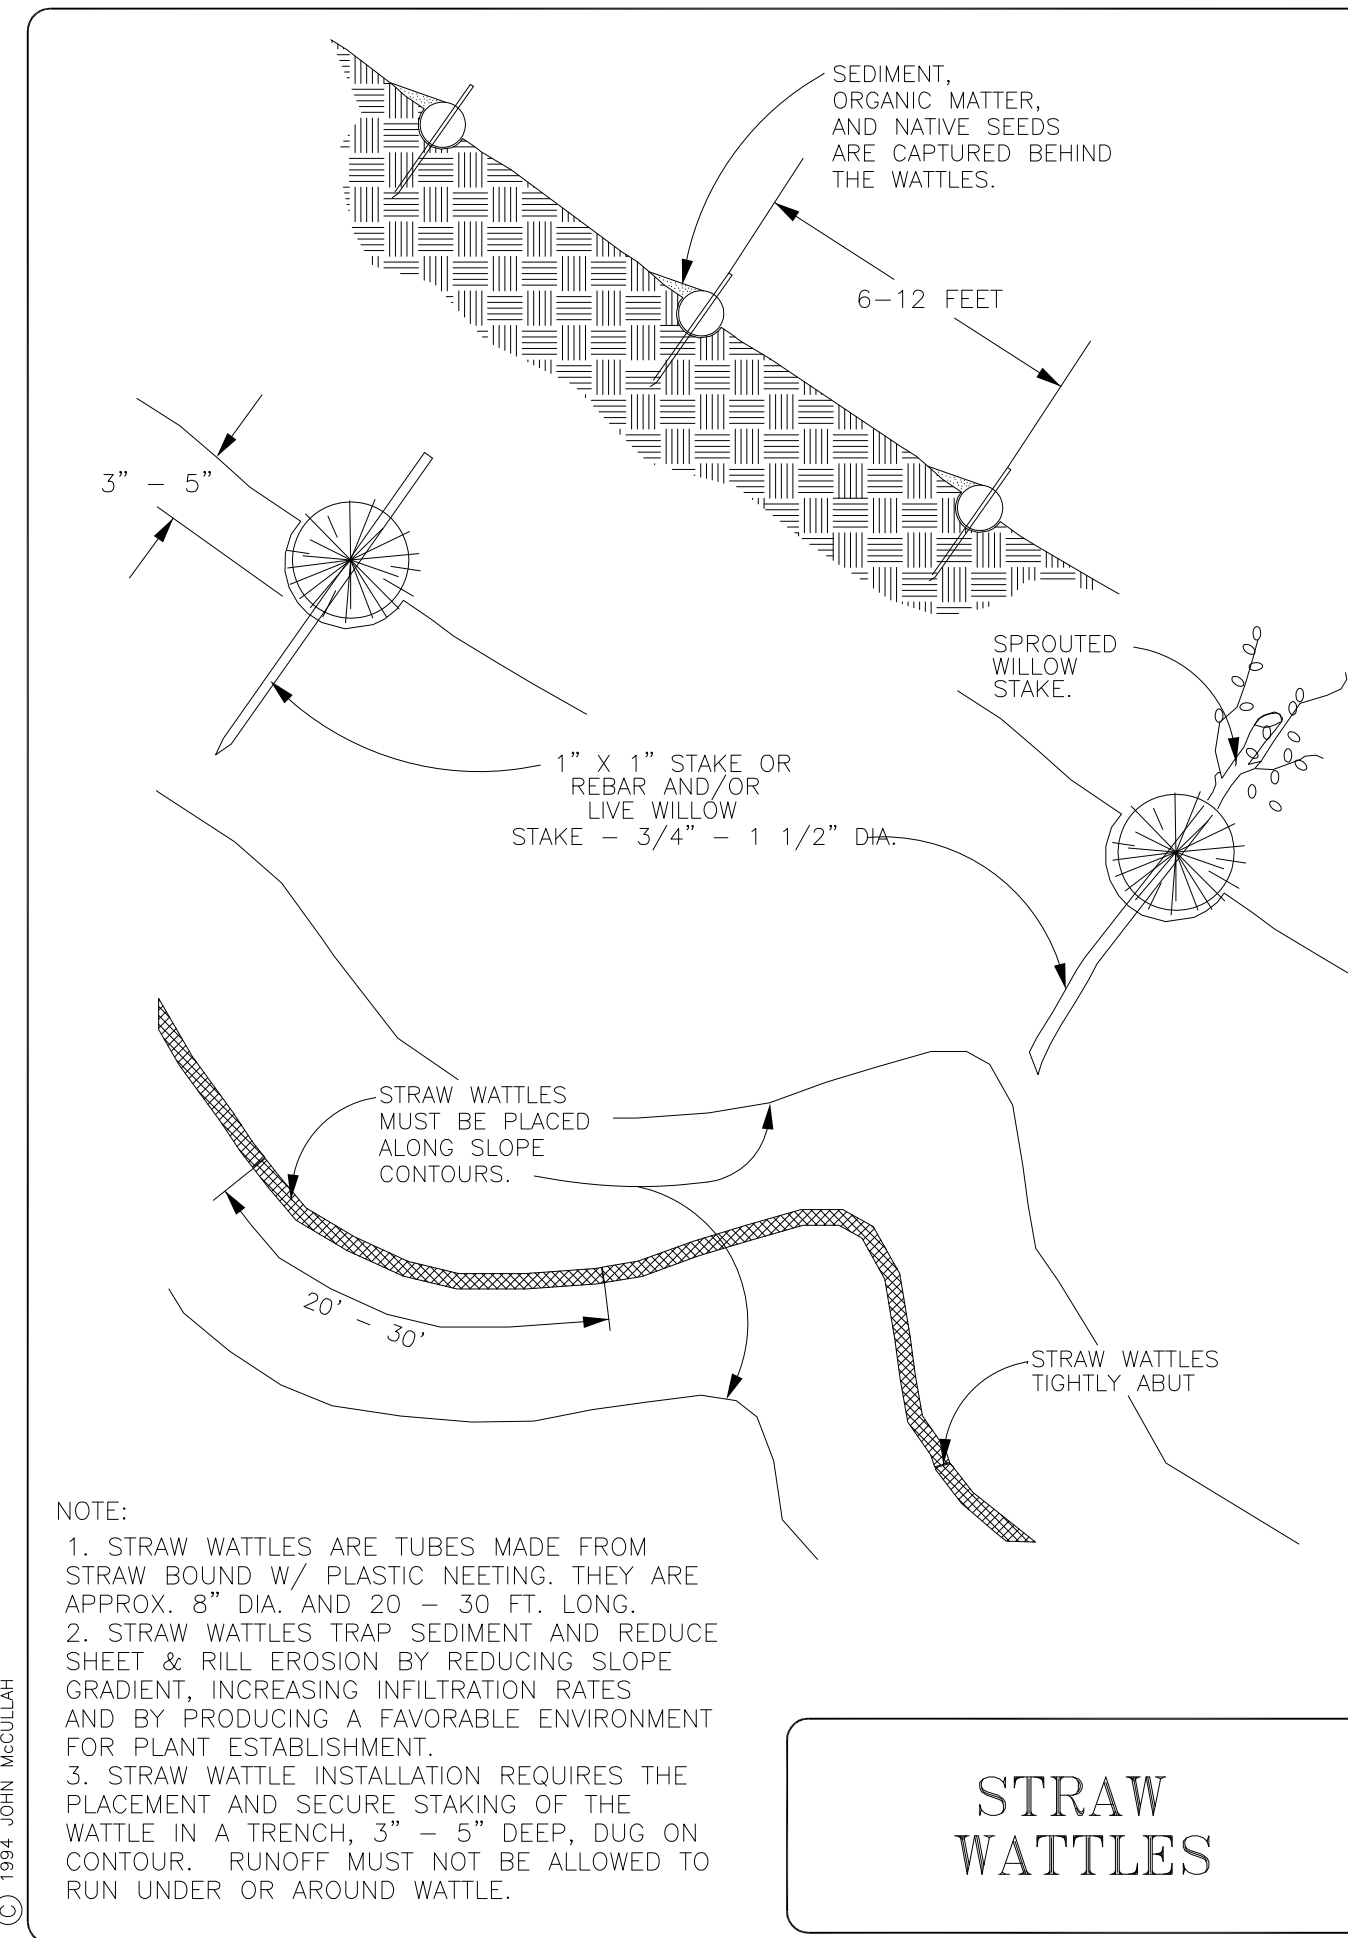 SEDIMENT,
ORGANIC MATTER,
AND NATIVE SEEDS
ARE CAPTURED BEHIND
THE WATTLES.
6-12 FEET
3" - 5"
SPROUTED
WILLOW
STAKE.
1" X 1" STAKE OR
REBAR AND/OR
LIVE WILLOW
STAKE - 3/4" - 1 1/2" DIA.
STRAW WATTLES
MUST BE PLACED
ALONG SLOPE
CONTOURS.
20' - 30'
STRAW WATTLES
TIGHTLY ABUT
NOTE:
1. STRAW WATTLES ARE TUBES MADE FROM
STRAW BOUND W/ PLASTIC NEETING. THEY ARE
APPROX. 8" DIA. AND 20 - 30 FT. LONG.
2. STRAW WATTLES TRAP SEDIMENT AND REDUCE
SHEET & RILL EROSION BY REDUCING SLOPE
GRADIENT, INCREASING INFILTRATION RATES
AND BY PRODUCING A FAVORABLE ENVIRONMENT
FOR PLANT ESTABLISHMENT.
3. STRAW WATTLE INSTALLATION REQUIRES THE
PLACEMENT AND SECURE STAKING OF THE
WATTLE IN A TRENCH, 3" - 5" DEEP, DUG ON
CONTOUR. RUNOFF MUST NOT BE ALLOWED TO
RUN UNDER OR AROUND WATTLE.
© 1994 JOHN McCULLAH
STRAW
WATTLES